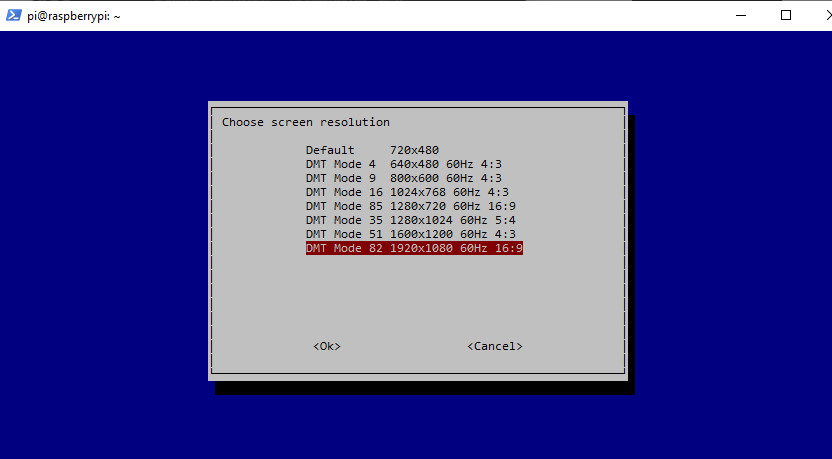 pi@raspberrypi: ~
Choose screen resolution
Default 720x480
DMT Mode 4 640x480 60Hz 4:3
DMT Mode 9 800x600 60Hz 4:3
DMT Mode 16 1024x768 60Hz 4:3
DMT Mode 85 1280x720 60Hz 16:9
DMT Mode 35 1280x1024 60Hz 5:4
DMT Mode 51 1600x1200 60Hz 4:3
DMT Mode 82 1920x1080 60Hz 16:9
<Ok> <Cancel>